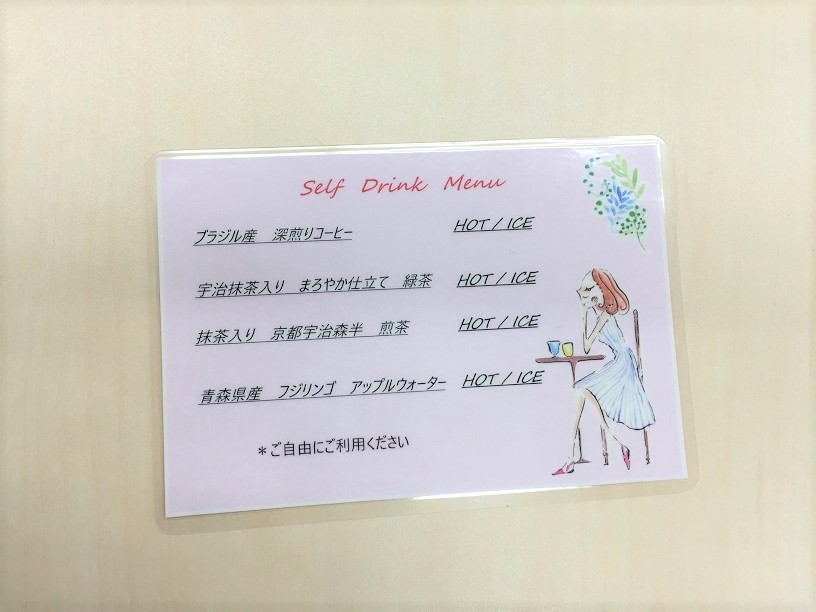 Self Drink Menu
ブラジル産　深煎りコーヒー　HOT / ICE
宇治抹茶入り　まろやか仕立て　緑茶　HOT / ICE
抹茶入り　京都宇治森半　煎茶　HOT / ICE
青森県産　フジリンゴ　アップルウォーター　HOT / ICE
＊ご自由にご利用ください